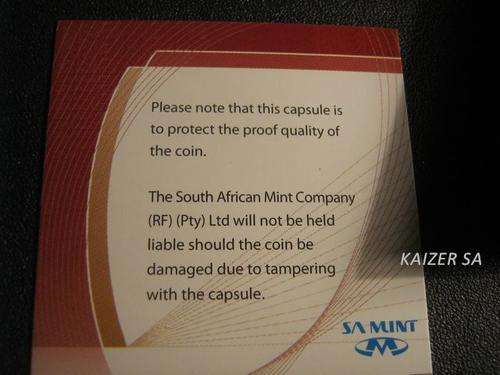 Please note that this capsule is
to protect the proof quality of
the coin.
The South African Mint Company
(RF) (Pty) Ltd will not be held
liable should the coin be
damaged due to tampering
with the capsule.
KAIZER SA
SA MINT